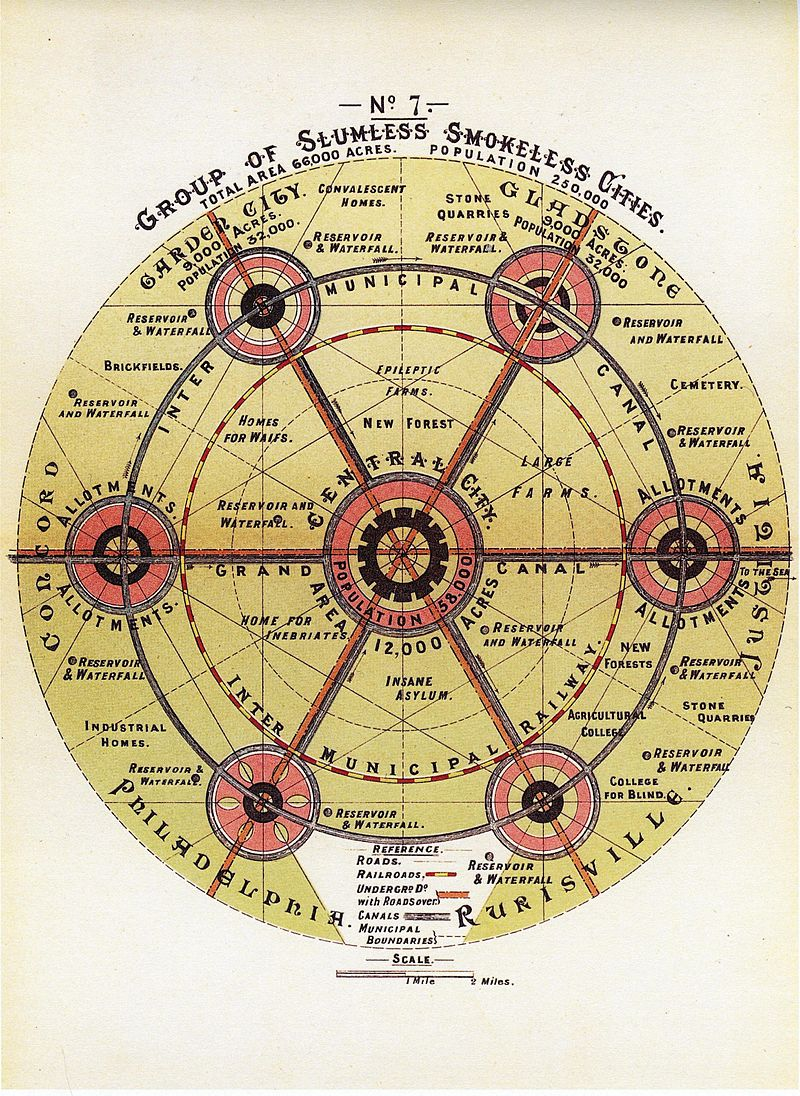 — Nº 7. —
GROUP OF SLUMLESS SMOKELESS CITIES.
TOTAL AREA 66,000 ACRES. POPULATION 250,000
GARDEN CITY.
9,000 ACRES.
POPULATION 32,000.
CONVALESCENT
HOMES.
STONE
QUARRIES
GLADSTONE
9,000 ACRES.
POPULATION 32,000
RESERVOIR
& WATERFALL.
RESERVOIR &
WATERFALL.
RESERVOIR
& WATERFALL
INTER MUNICIPAL CANAL
RESERVOIR
AND WATERFALL
BRICKFIELDS.
RESERVOIR
AND WATERFALL
EPILEPTIC
FARMS.
CEMETERY.
HOMES
FOR WAIFS.
NEW FOREST
RESERVOIR
& WATERFALL
LARGE
FARMS.
CONCORD
ALLOTMENTS.
RESERVOIR AND
WATERFALL.
CENTRAL CITY.
ALLOTMENTS
JUSTITIA
GRAND CANAL
TO THE SEA
POPULATION 58,000
AREA 12,000 ACRES
ALLOTMENTS.
ALLOTMENTS
HOME FOR
INEBRIATES.
RESERVOIR
AND WATERFALL
NEW
FORESTS
RESERVOIR
& WATERFALL
RESERVOIR
& WATERFALL
INSANE
ASYLUM.
STONE
QUARRIES
INTER MUNICIPAL RAILWAY.
AGRICULTURAL
COLLEGE
INDUSTRIAL
HOMES.
RESERVOIR
& WATERFALL
RESERVOIR &
WATERFALL.
COLLEGE
FOR BLIND.
PHILADELPHIA.
RESERVOIR
& WATERFALL.
RURISVILLE.
REFERENCE.
ROADS.
RAILROADS,
UNDERGRD Dº
with ROADS over
CANALS
MUNICIPAL
BOUNDARIES
RESERVOIR
& WATERFALL
— SCALE. —
1 Mile 2 Miles.